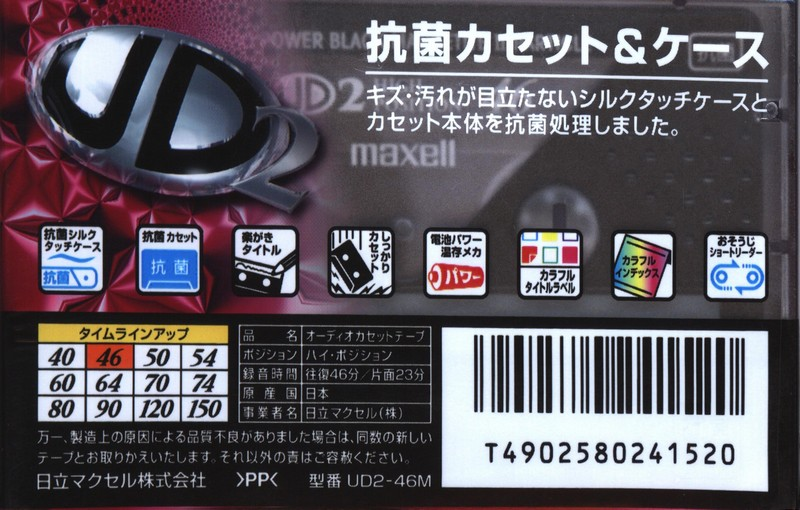 抗菌カセット&ケース
キズ・汚れが目立たないシルクタッチケースと
カセット本体を抗菌処理しました。
UD2
maxell
抗菌シルク
タッチケース
抗菌
抗菌カセット
抗菌
楽がき
タイトル
しっかり
カセット
電池パワー
温存メカ
パワー
カラフル
タイトルラベル
カラフル
インデックス
おそうじ
ショートリーダー
タイムラインアップ
40 46 50 54
60 64 70 74
80 90 120 150
品名 オーディオカセットテープ
ポジション ハイ・ポジション
録音時間 往復46分/片面23分
原産国 日本
事業者名 日立マクセル(株)
万一、製造上の原因による品質不良がありました場合は、同数の新しい
テープとお取りかえいたします。それ以外の責はご容赦ください。
日立マクセル株式会社 >PP< 型番 UD2-46M
T4902580241520